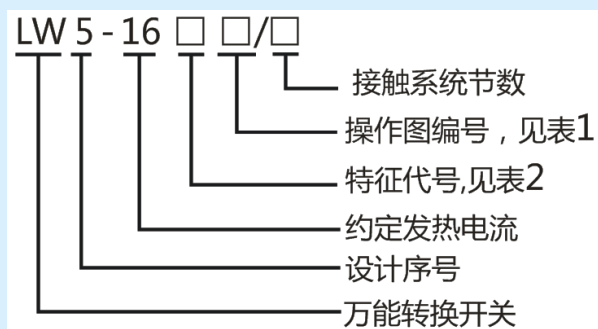 LW5-16□□/□
接触系统节数
操作图编号，见表1
特征代号,见表2
约定发热电流
设计序号
万能转换开关